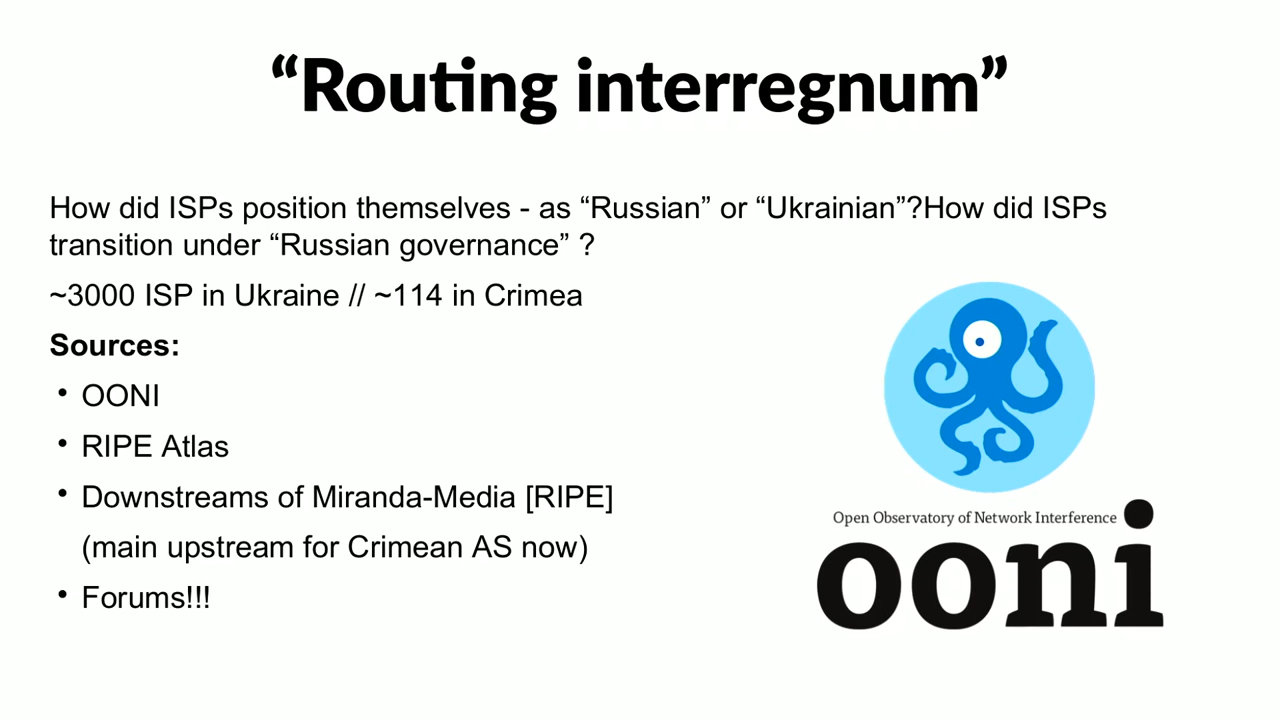 “Routing interregnum”
How did ISPs position themselves - as “Russian” or “Ukrainian”?How did ISPs
transition under “Russian governance” ?
~3000 ISP in Ukraine // ~114 in Crimea
Sources:
• OONI
• RIPE Atlas
• Downstreams of Miranda-Media [RIPE]
(main upstream for Crimean AS now)
• Forums!!!
Open Observatory of Network Interference
ooni